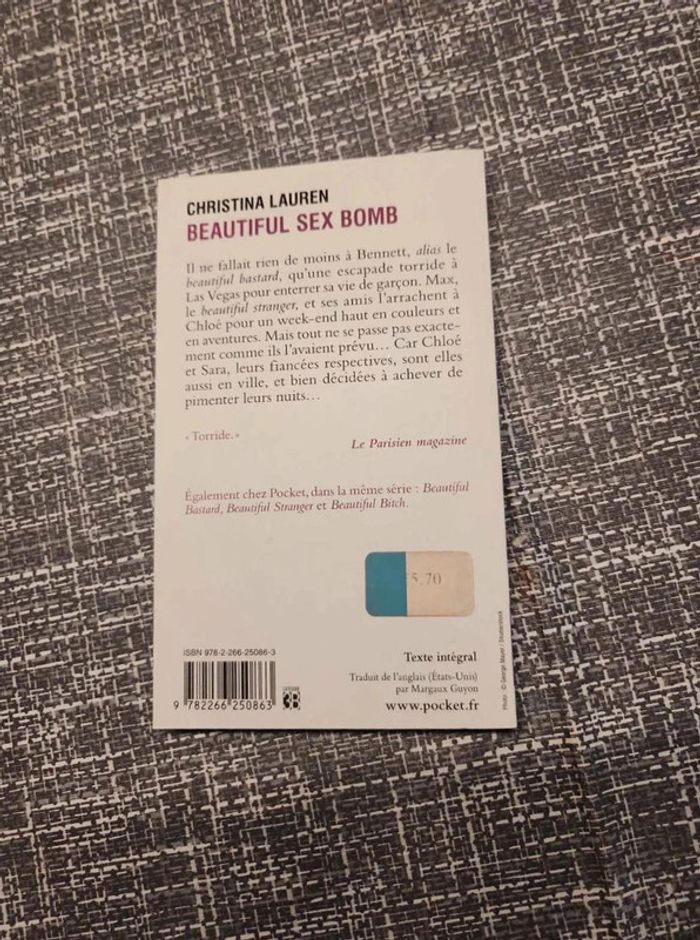 CHRISTINA LAUREN
BEAUTIFUL SEX BOMB
Il ne fallait rien de moins à Bennett, alias le
beautiful bastard, qu'une escapade torride à
Las Vegas pour enterrer sa vie de garçon. Max,
le beautiful stranger, et ses amis l'arrachent à
Chloé pour un week-end haut en couleurs et
en aventures. Mais tout ne se passe pas exacte-
ment comme ils l'avaient prévu... Car Chloé
et Sara, leurs fiancées respectives, sont elles
aussi en ville, et bien décidées à achever de
pimenter leurs nuits...
« Torride. »
Le Parisien magazine
Également chez Pocket, dans la même série : Beautiful
Bastard, Beautiful Stranger et Beautiful Bitch.
5.70
ISBN 978-2-266-25086-3
9 782266 250863
Texte intégral
Traduit de l'anglais (États-Unis)
par Margaux Guyon
www.pocket.fr
Photo : © George Mayer / Shutterstock